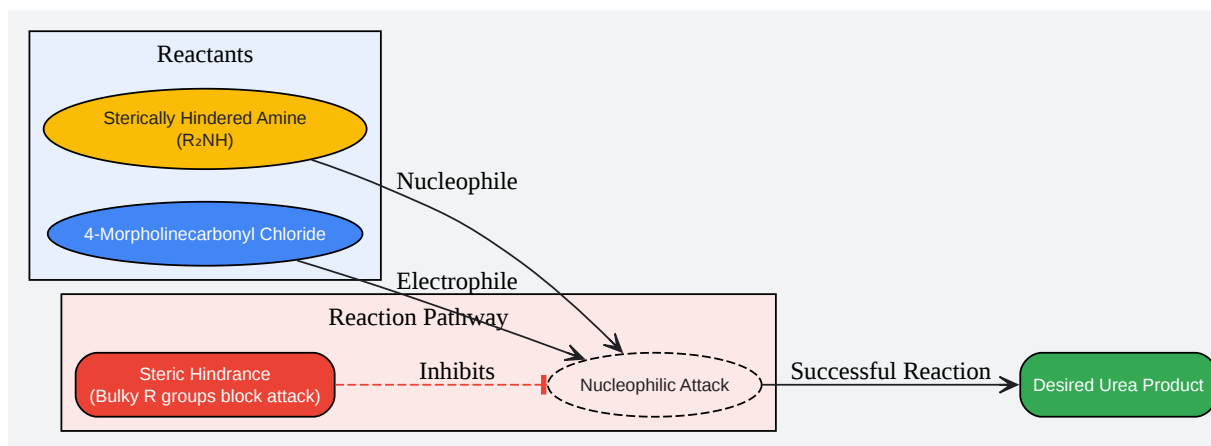 Reactants
Sterically Hindered Amine
(R₂NH)
Nucleophile
4-Morpholinecarbonyl Chloride
Electrophile
Reaction Pathway
Steric Hindrance
(Bulky R groups block attack)
Inhibits
Nucleophilic Attack
Successful Reaction
Desired Urea Product